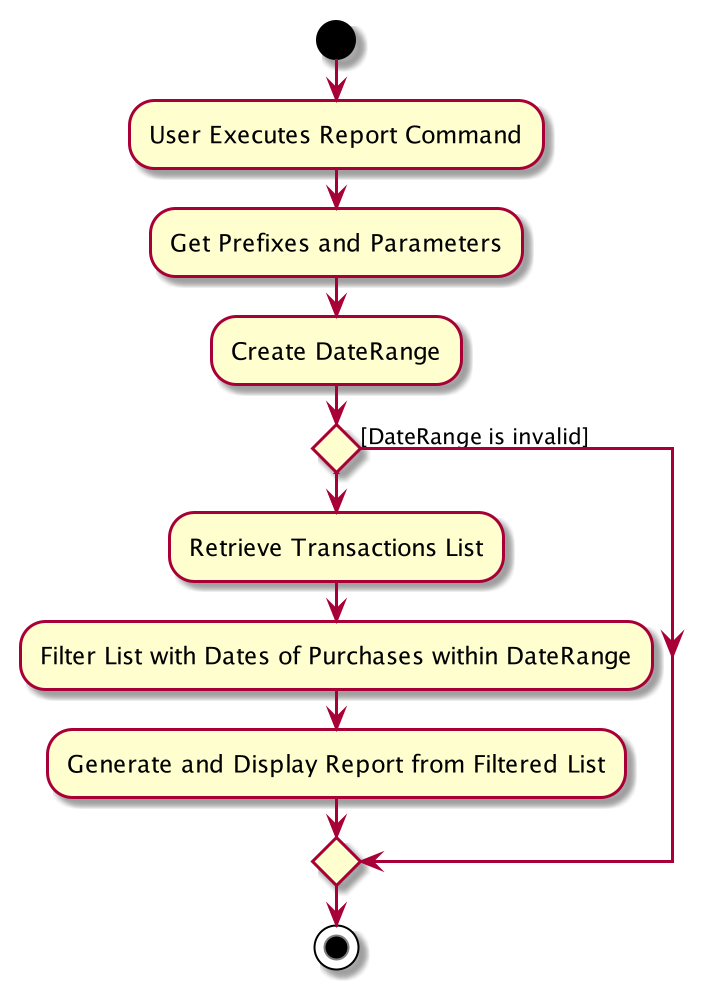 User Executes Report Command
Get Prefixes and Parameters
Create DateRange
[DateRange is invalid]
Retrieve Transactions List
Filter List with Dates of Purchases within DateRange
Generate and Display Report from Filtered List